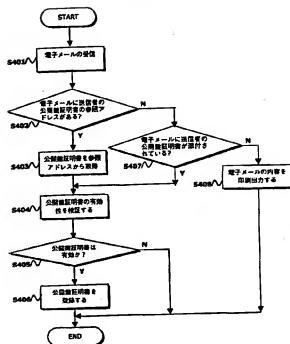 START
電子メールの受信
S401
電子メールに送信者の
公開鍵証明書の参照ア
ドレスがある?
N
S402
Y
電子メールに送信者の
公開鍵証明書が添付さ
れている?
N
S407
Y
公開鍵証明書を参照
アドレスから取得
S403
電子メールの内容を
印刷出力する
S408
公開鍵証明書の有効
性を検証する
S404
公開鍵証明書は
有効か?
N
S405
Y
公開鍵証明書を
登録する
S406
END